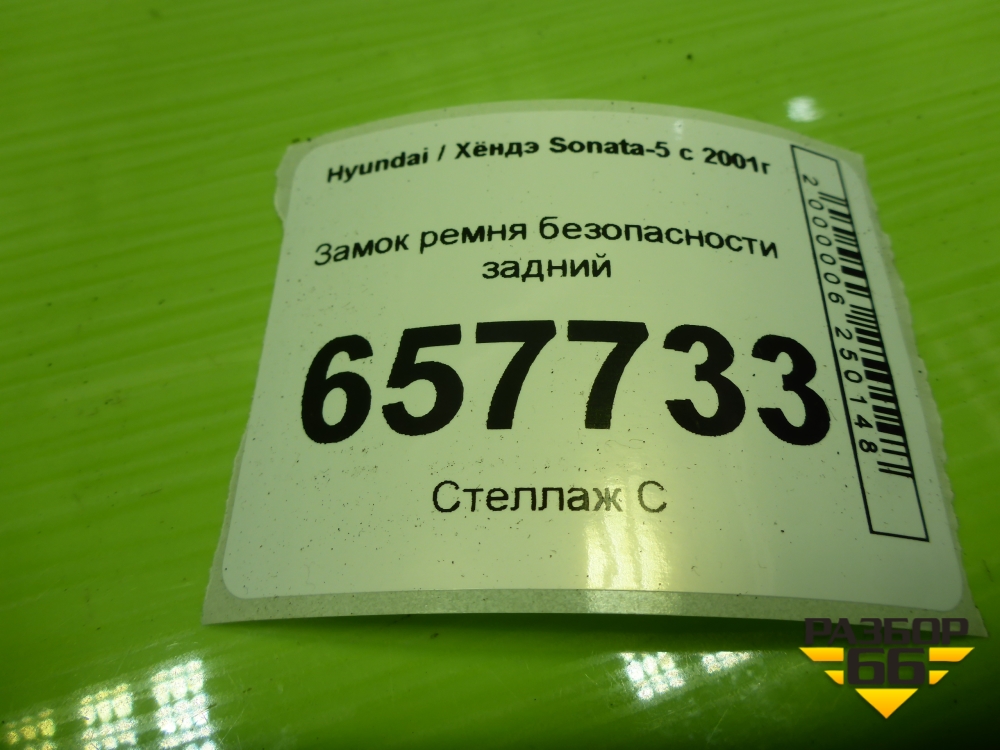 Hyundai / Хёндэ Sonata-5 с 2001г
Замок ремня безопасности
задний
657733
Стеллаж С
2000006250148
РАЗБОР
66